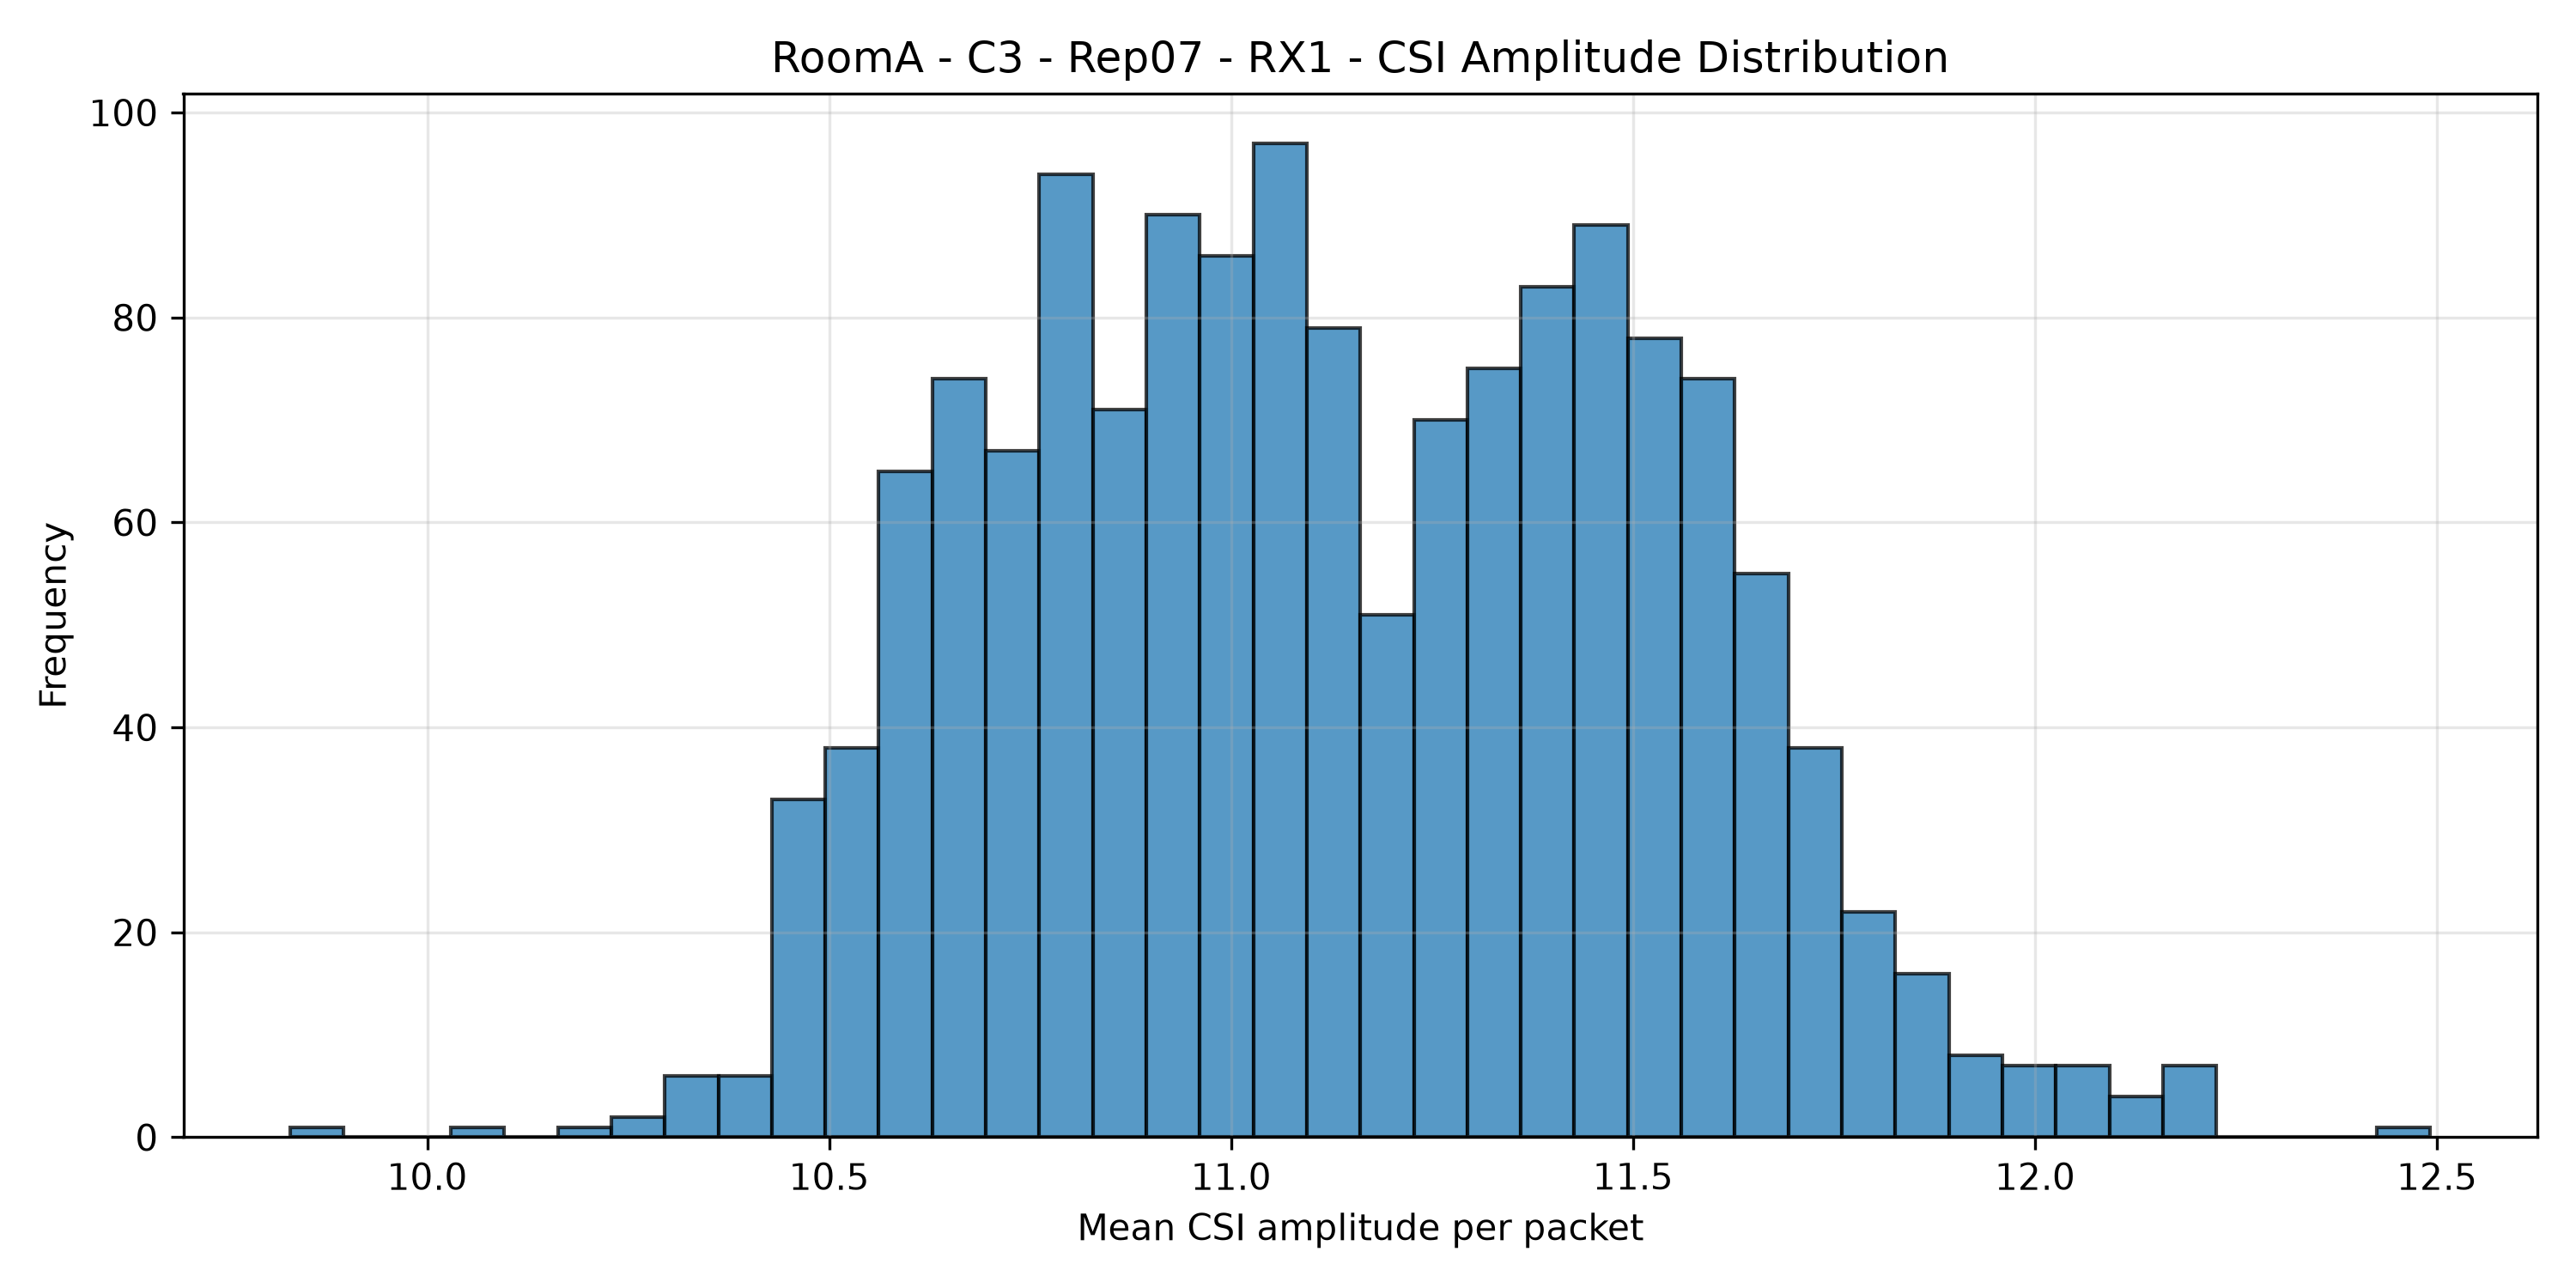 RoomA - C3 - Rep07 - RX1 - CSI Amplitude Distribution
100
80
60
40
20
0
Frequency
10.0 10.5 11.0 11.5 12.0 12.5
Mean CSI amplitude per packet